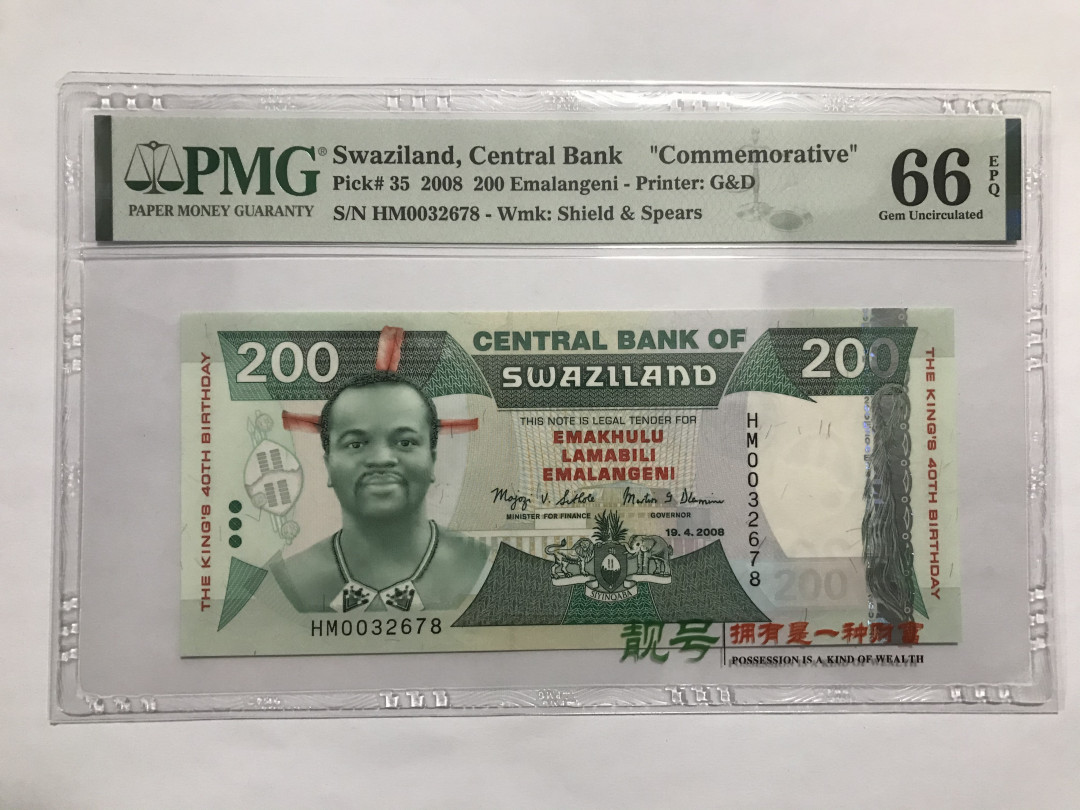 PMG®
PAPER MONEY GUARANTY
Swaziland, Central Bank "Commemorative"
Pick# 35 2008 200 Emalangeni - Printer: G&D
S/N HM0032678 - Wmk: Shield & Spears
66
EPQ
Gem Uncirculated
THE KING'S 40TH BIRTHDAY
200
CENTRAL BANK OF
SWAZILAND
200
THIS NOTE IS LEGAL TENDER FOR
EMAKHULU
LAMABILI
EMALANGENI
MINISTER FOR FINANCE
GOVERNOR
19.4.2008
SIYINQABA
HM0032678
HM0032678
200
THE KING'S 40TH BIRTHDAY
靓号
拥有是一种财富
POSSESSION IS A KIND OF WEALTH